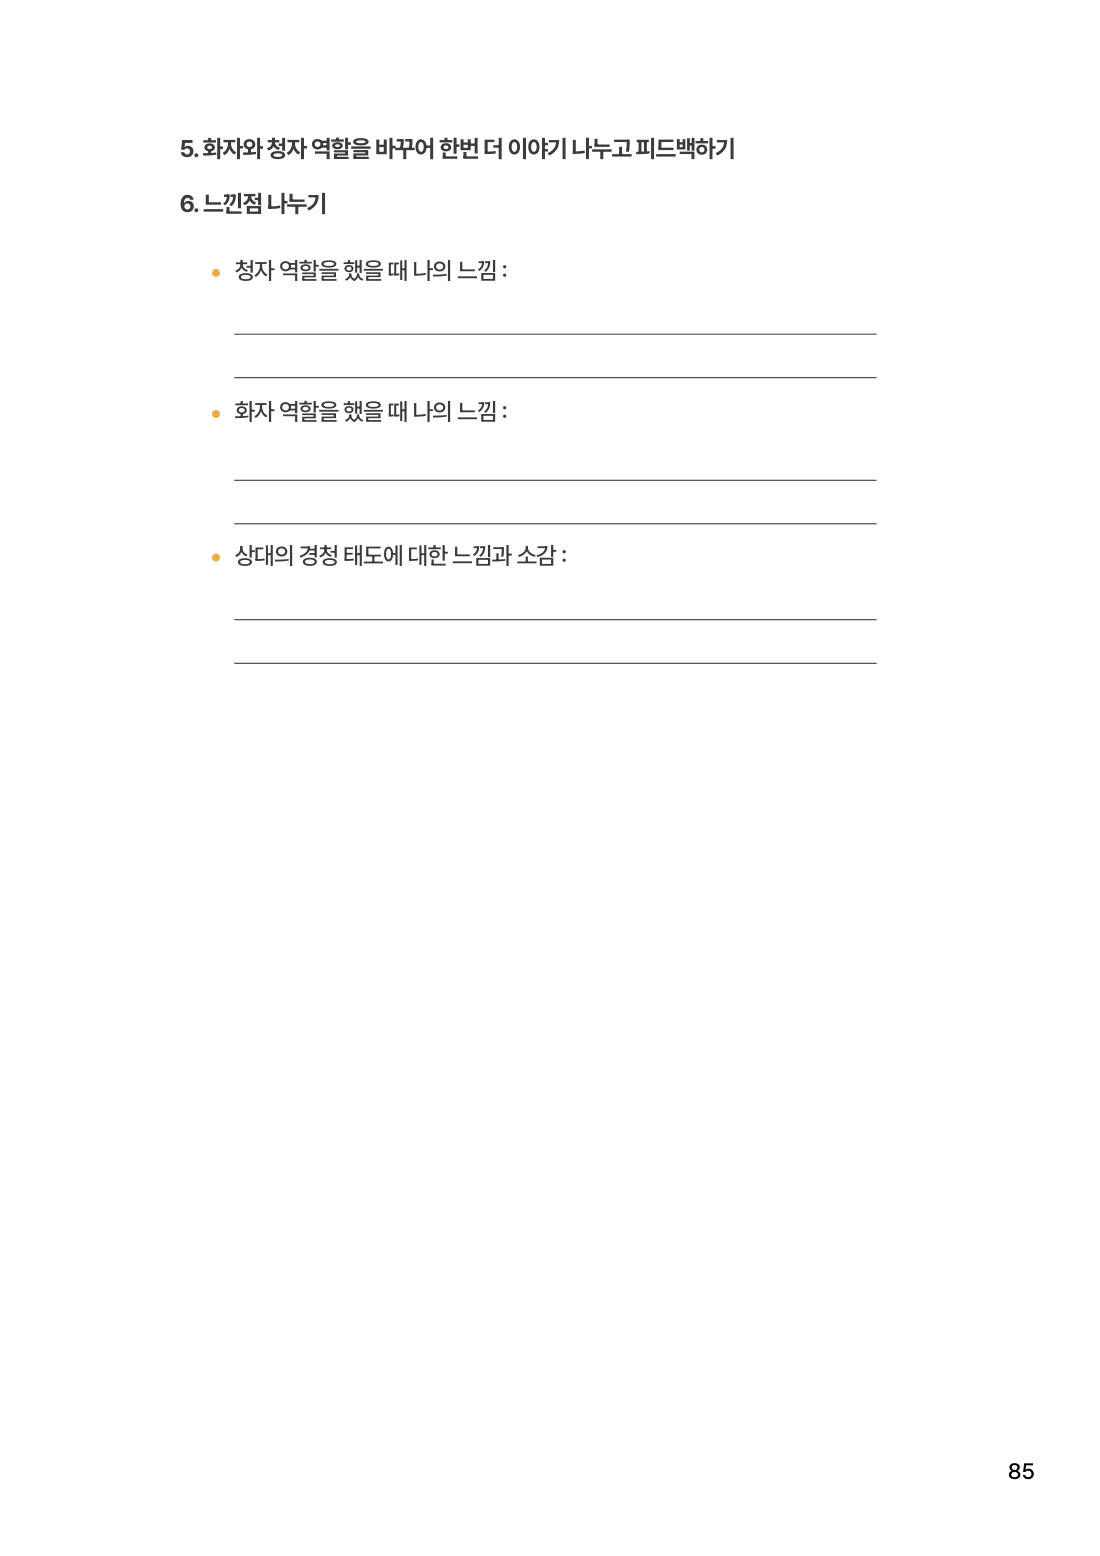 5. 화자와 청자 역할을 바꾸어 한번 더 이야기 나누고 피드백하기
6. 느낀점 나누기
• 청자 역할을 했을 때 나의 느낌 :
• 화자 역할을 했을 때 나의 느낌 :
• 상대의 경청 태도에 대한 느낌과 소감 :
85